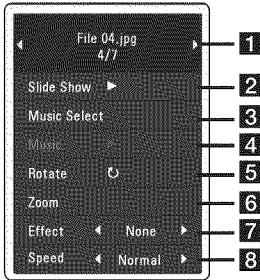 File 04.jpg
4/7
1
Slide Show
2
Music Select
3
Music
4
Rotate
5
Zoom
6
Effect None
7
Speed Normal
8